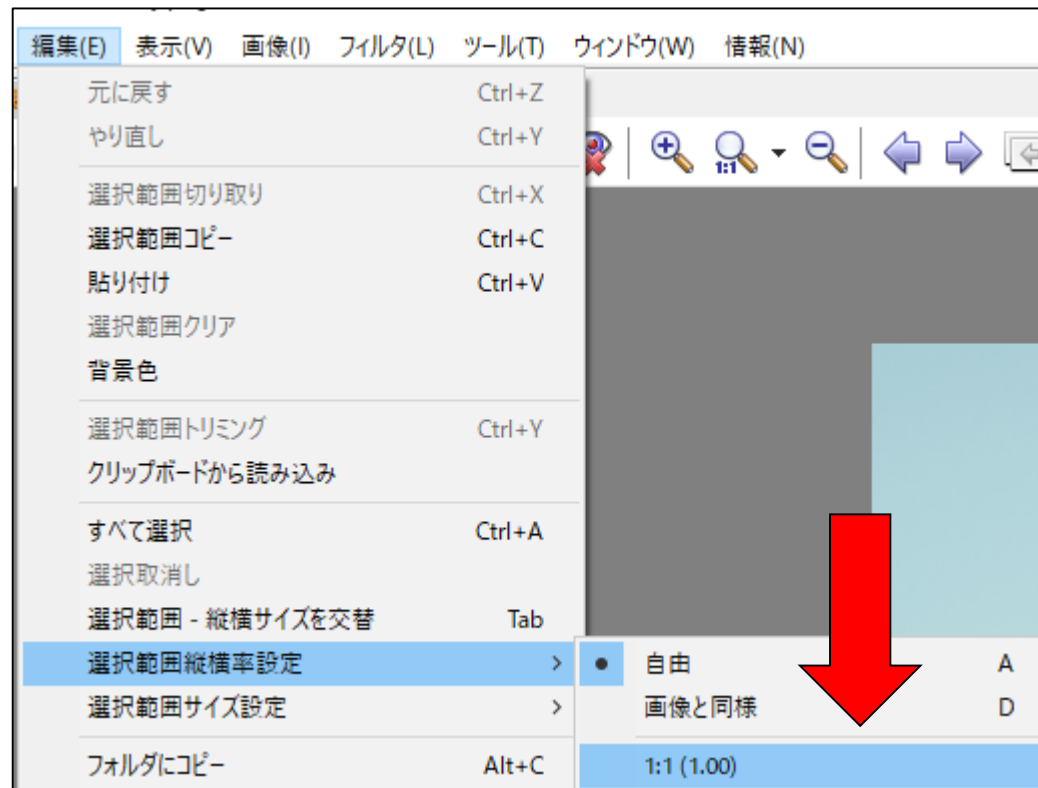 編集(E) 表示(V) 画像(I) フィルタ(L) ツール(T) ウィンドウ(W) 情報(N)
元に戻す Ctrl+Z
やり直し Ctrl+Y
1:1
選択範囲切り取り Ctrl+X
選択範囲コピー Ctrl+C
貼り付け Ctrl+V
選択範囲クリア
背景色
選択範囲トリミング Ctrl+Y
クリップボードから読み込み
すべて選択 Ctrl+A
選択取消し
選択範囲 - 縦横サイズを交替 Tab
選択範囲縦横率設定 > ● 自由 A
選択範囲サイズ設定 > 画像と同様 D
フォルダにコピー Alt+C 1:1 (1.00)